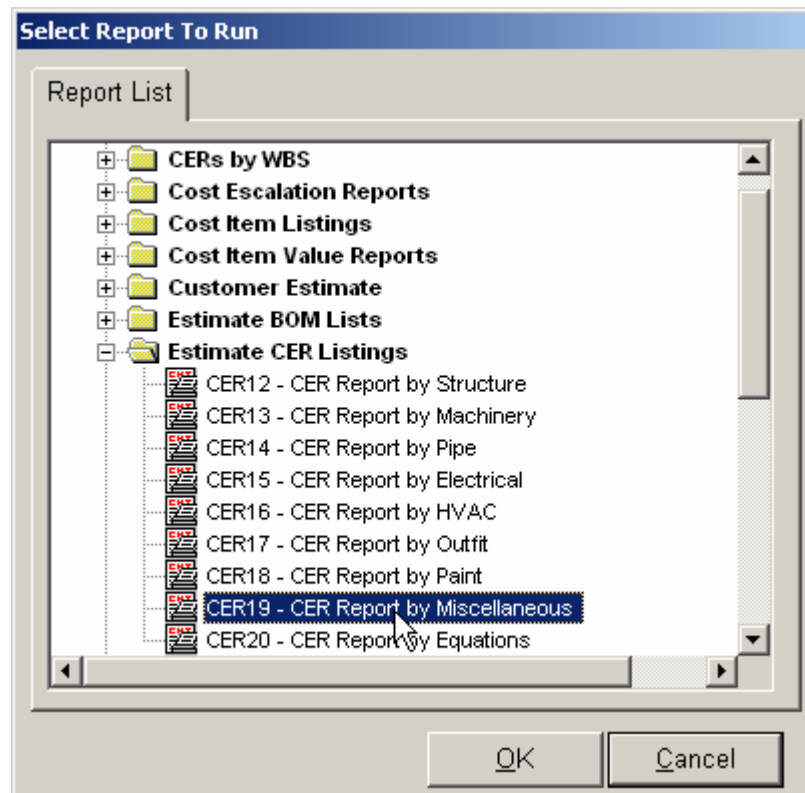 Select Report To Run
Report List
CERs by WBS
Cost Escalation Reports
Cost Item Listings
Cost Item Value Reports
Customer Estimate
Estimate BOM Lists
Estimate CER Listings
CER12 - CER Report by Structure
CER13 - CER Report by Machinery
CER14 - CER Report by Pipe
CER15 - CER Report by Electrical
CER16 - CER Report by HVAC
CER17 - CER Report by Outfit
CER18 - CER Report by Paint
CER19 - CER Report by Miscellaneous
CER20 - CER Report by Equations
OK Cancel